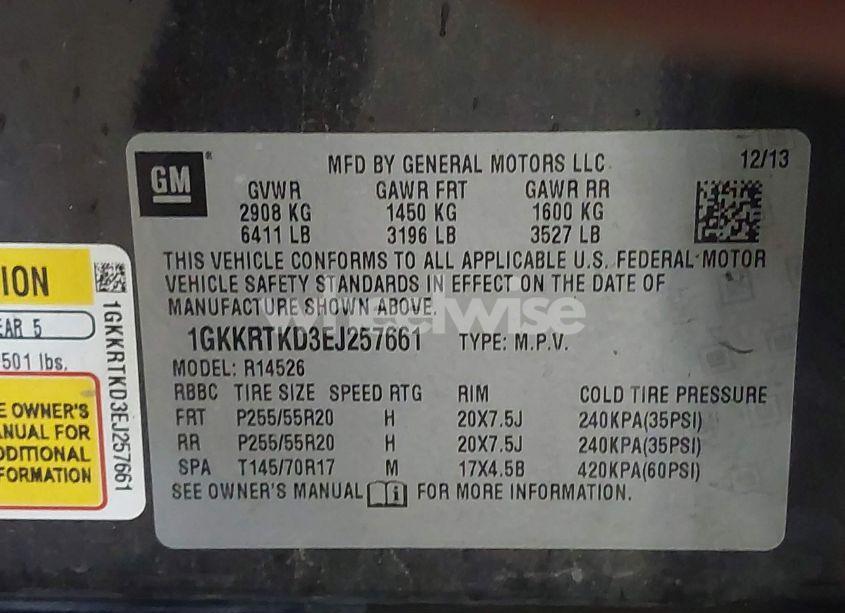 GM
MFD BY GENERAL MOTORS LLC
12/13
GVWR GAWR FRT GAWR RR
2908 KG 1450 KG 1600 KG
6411 LB 3196 LB 3527 LB
THIS VEHICLE CONFORMS TO ALL APPLICABLE U.S. FEDERAL MOTOR
VEHICLE SAFETY STANDARDS IN EFFECT ON THE DATE OF
MANUFACTURE SHOWN ABOVE.
1GKKRTKD3EJ257661 TYPE: M.P.V.
MODEL: R14526
RBBC TIRE SIZE SPEED RTG RIM COLD TIRE PRESSURE
FRT P255/55R20 H 20X7.5J 240KPA(35PSI)
RR P255/55R20 H 20X7.5J 240KPA(35PSI)
SPA T145/70R17 M 17X4.5B 420KPA(60PSI)
SEE OWNER'S MANUAL FOR MORE INFORMATION.
TION
EAR 5
501 lbs.
E OWNER'S
ANUAL FOR
DDITIONAL
FORMATION
1GKKRTKD3EJ257661
wheelwise